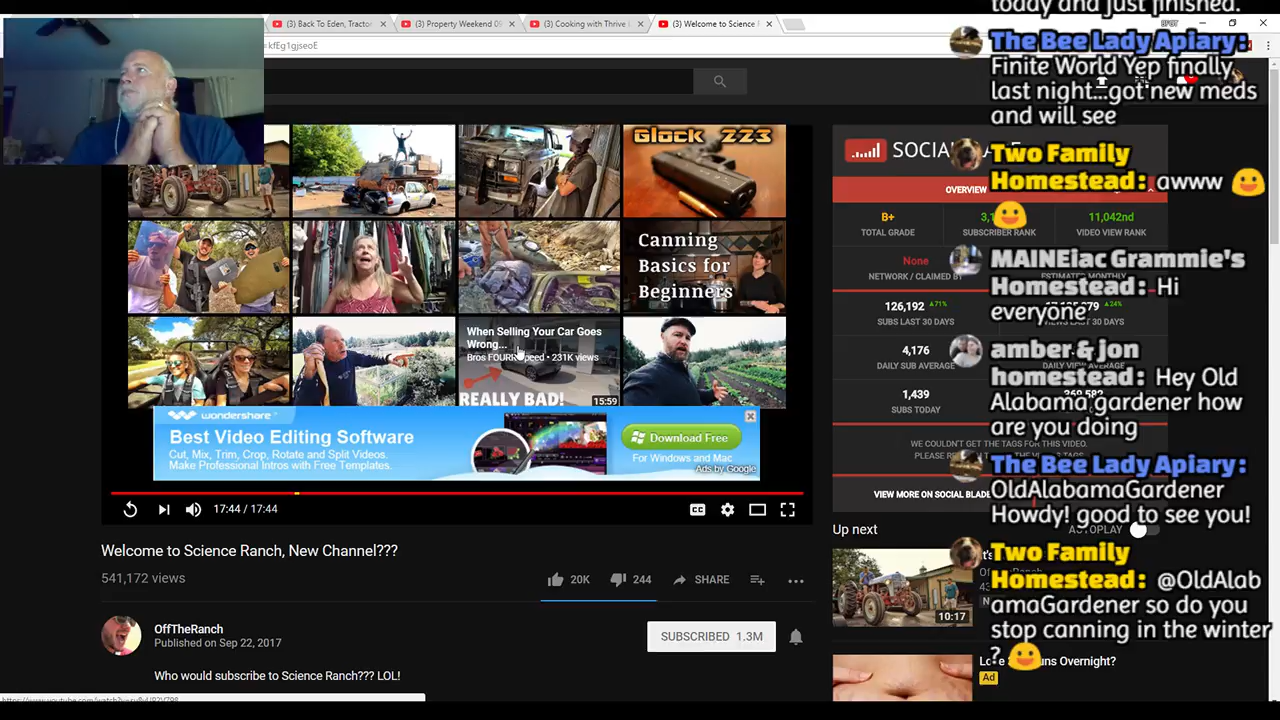 (3) Back To Eden, Tractor
(3) Property Weekend 09
(3) Cooking with Thrive
(3) Welcome to Science
BFOT
=kfEg1gjseoE
today and just finished.
The Bee Lady Apiary:
Finite World Yep finally
last night...got new meds
and will see
Two Family
Homestead: awww
MAINEiac Grammie's
Homestead: Hi
everyone
amber & jon
homestead: Hey Old
Alabama gardener how
are you doing
The Bee Lady Apiary:
OldAlabamaGardener
Howdy! good to see you!
Two Family
Homestead: @OldAlab
amaGardener so do you
stop canning in the winter
?
Glock 223
Canning
Basics for
Beginners
When Selling Your Car Goes
Wrong...
Bros FOURR Speed • 231K views
REALLY BAD!
15:59
wondershare
Best Video Editing Software
Cut, Mix, Trim, Crop, Rotate and Split Videos.
Make Professional Intros with Free Templates.
Download Free
For Windows and Mac
Ads by Google
17:44 / 17:44
CC
Welcome to Science Ranch, New Channel???
541,172 views
20K
244
SHARE
OffTheRanch
Published on Sep 22, 2017
SUBSCRIBED 1.3M
Who would subscribe to Science Ranch??? LOL!
OVERVIEW
B+
TOTAL GRADE
SUBSCRIBER RANK
11,042nd
VIDEO VIEW RANK
None
NETWORK / CLAIMED BY
126,192 71%
SUBS LAST 30 DAYS
24%
4,176
DAILY SUB AVERAGE
1,439
SUBS TODAY
WE COULDN'T GET THE TAGS FOR THIS VIDEO.
VIEW MORE ON SOCIAL BLADE
Up next
AUTOPLAY
10:17
Ad